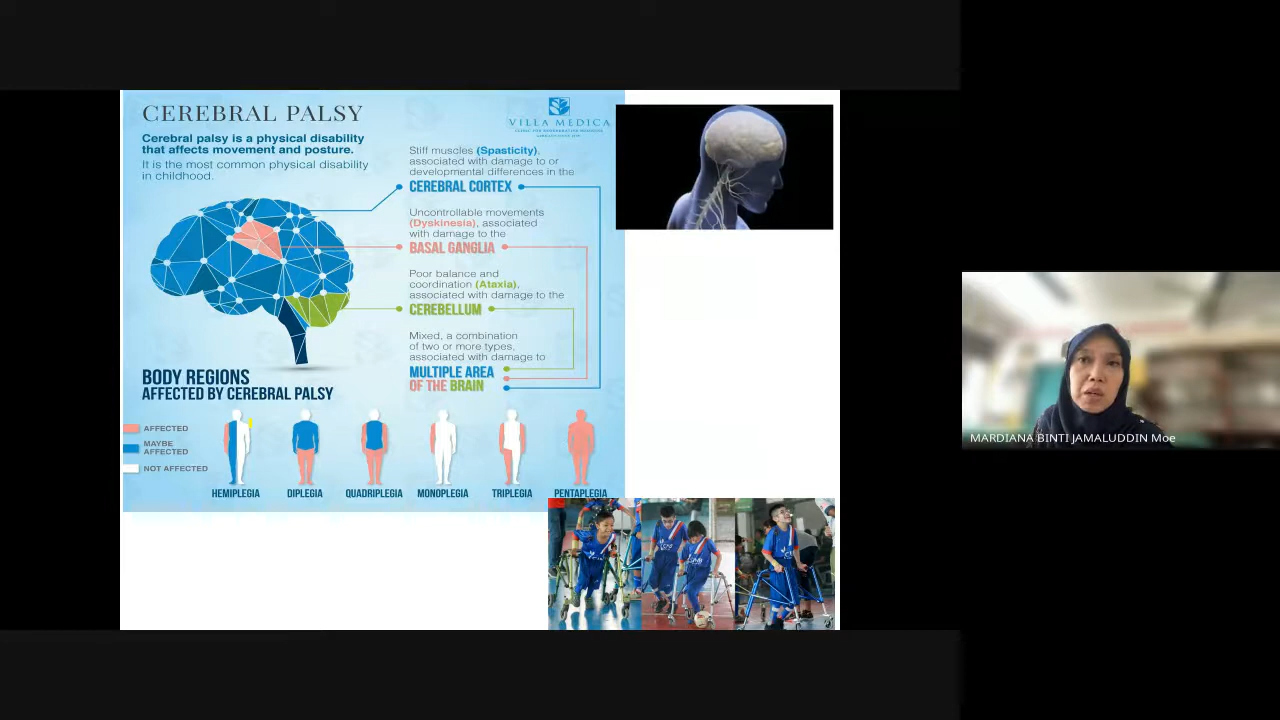 CEREBRAL PALSY
Cerebral palsy is a physical disability
that affects movement and posture.
It is the most common physical disability
in childhood.
VILLA MEDICA
Stiff muscles (Spasticity),
associated with damage to or
developmental differences in the
CEREBRAL CORTEX
Uncontrollable movements
(Dyskinesia), associated
with damage to the
BASAL GANGLIA
Poor balance and
coordination (Ataxia),
associated with damage to the
CEREBELLUM
Mixed, a combination
of two or more types,
associated with damage to
MULTIPLE AREA
OF THE BRAIN
BODY REGIONS
AFFECTED BY CEREBRAL PALSY
AFFECTED
MAYBE
AFFECTED
NOT AFFECTED
HEMIPLEGIA
DIPLEGIA
QUADRIPLEGIA
MONOPLEGIA
TRIPLEGIA
PENTAPLEGIA
MARDIANA BINTI JAMALUDDIN Moe